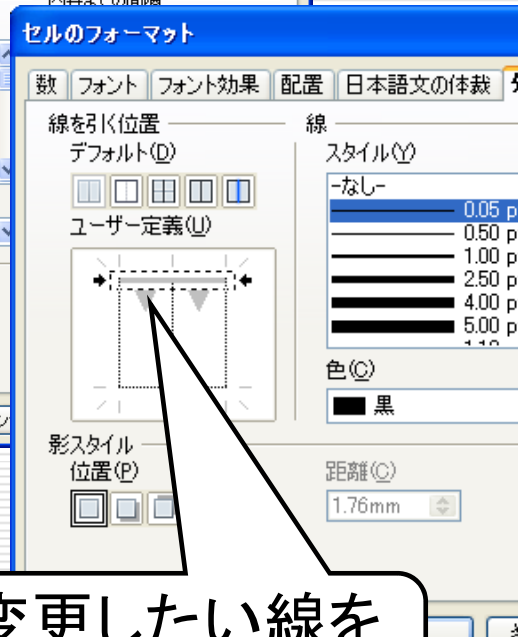 セルのフォーマット
数 フォント フォント効果 配置 日本語文の体裁
線を引く位置
デフォルト(D)
ユーザー定義(U)
線
スタイル(Y)
-なし-
0.05 p
0.50 p
1.00 p
2.50 p
4.00 p
5.00 p
色(C)
黒
影スタイル
位置(P)
距離(C)
1.76mm
変更したい線を